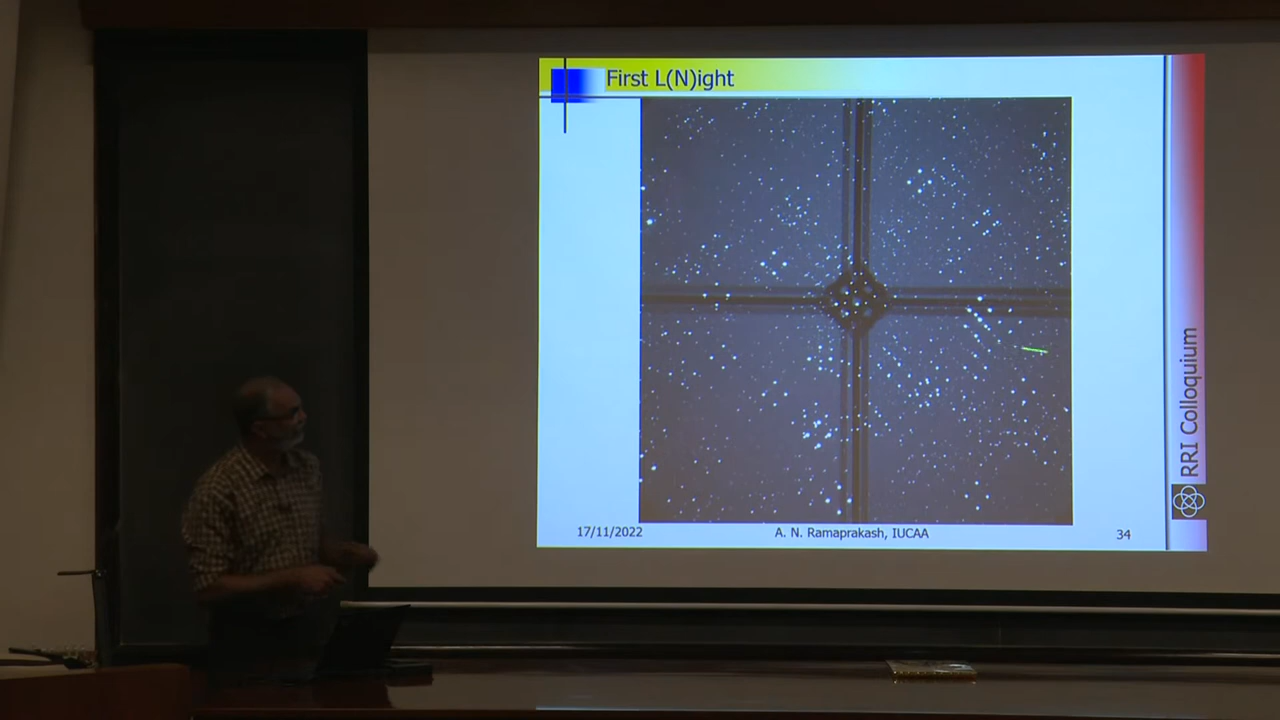 First L(N)ight
RRI Colloquium
17/11/2022
A. N. Ramaprakash, IUCAA
34